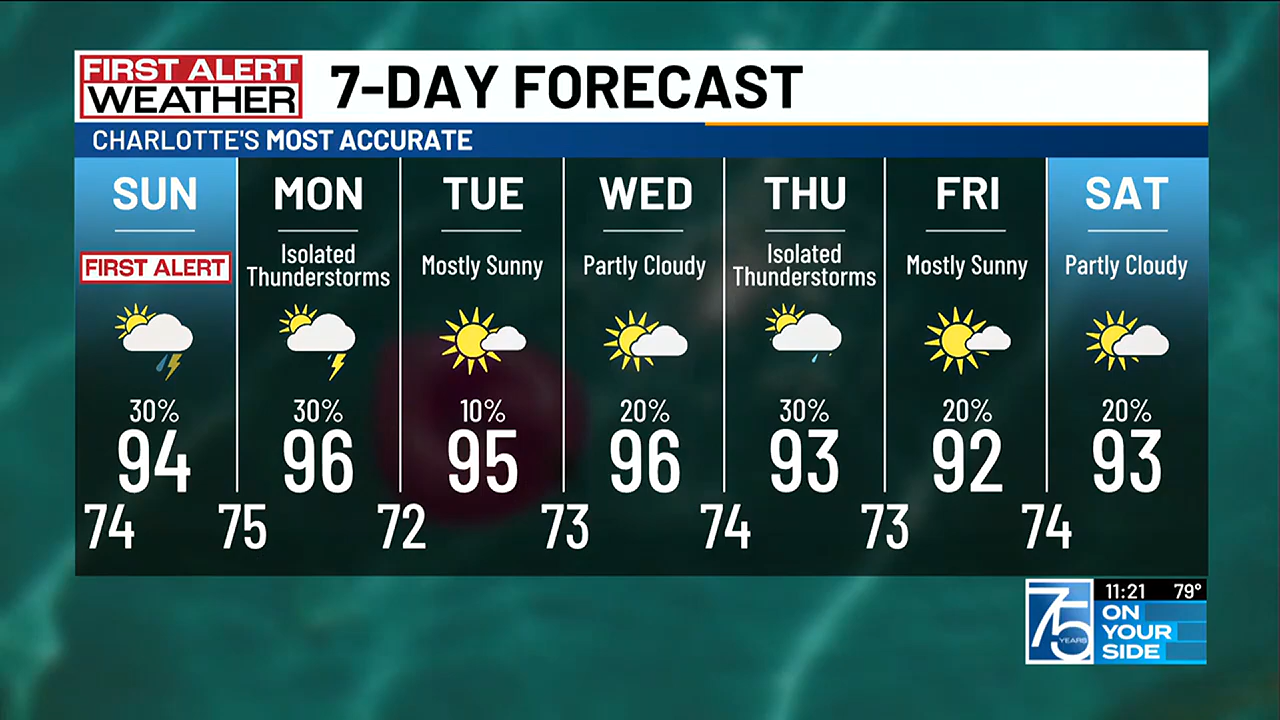 FIRST ALERT
WEATHER
7-DAY FORECAST
CHARLOTTE'S MOST ACCURATE
SUN MON TUE WED THU FRI SAT
FIRST ALERT
Isolated
Thunderstorms
Mostly Sunny
Partly Cloudy
Isolated
Thunderstorms
Mostly Sunny
Partly Cloudy
30% 30% 10% 20% 30% 20% 20%
94 96 95 96 93 92 93
74 75 72 73 74 73 74
75
YEARS
11:21 79°
ON
YOUR
SIDE